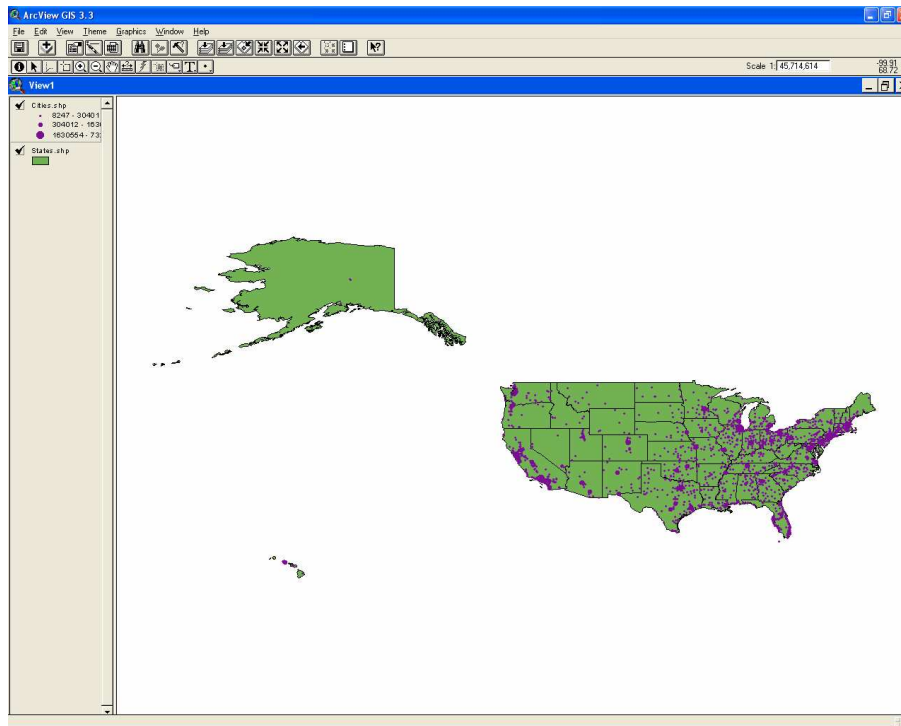 ArcView GIS 3.3
File Edit View Theme Graphics Window Help
Scale 1: 45,714,614
-99.91
68.72
View1
Cities.shp
8247 - 30401
304012 - 163
1630554 - 73
States.shp